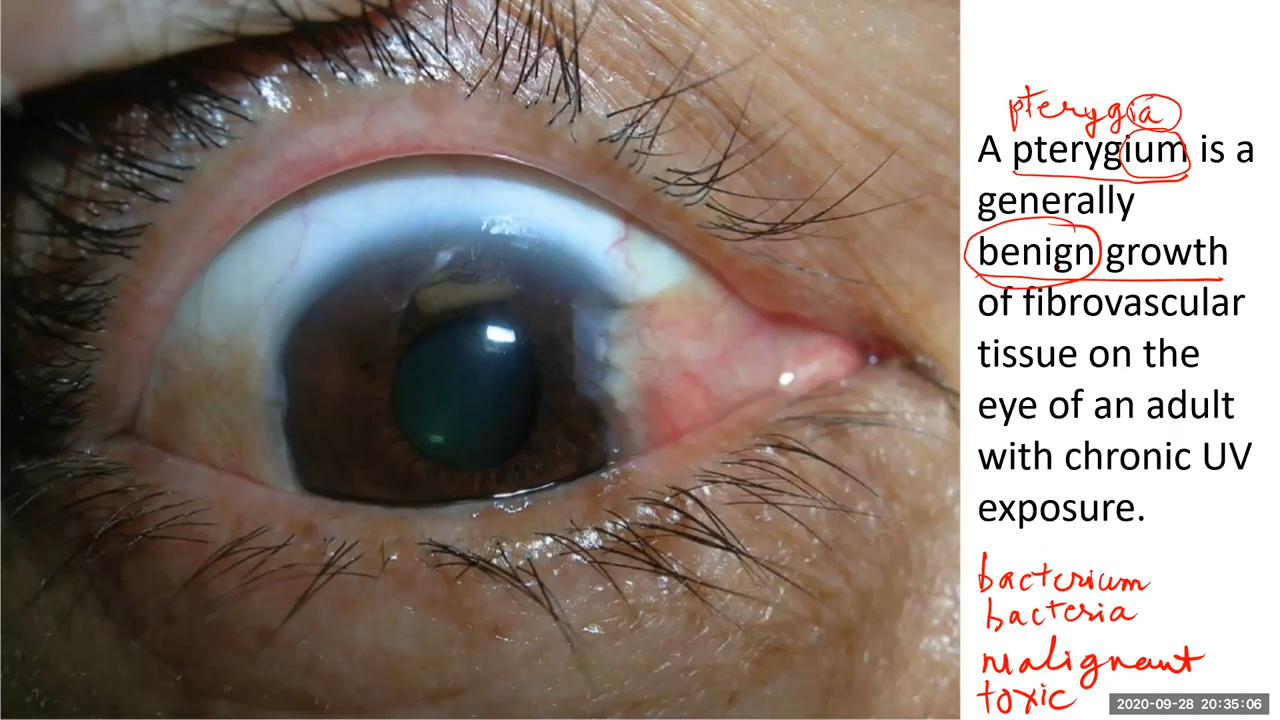 pterygia
A pterygium is a
generally
benign growth
of fibrovascular
tissue on the
eye of an adult
with chronic UV
exposure.
bacterium
bacteria
malignant
toxic
2020-09-28 20:35:06